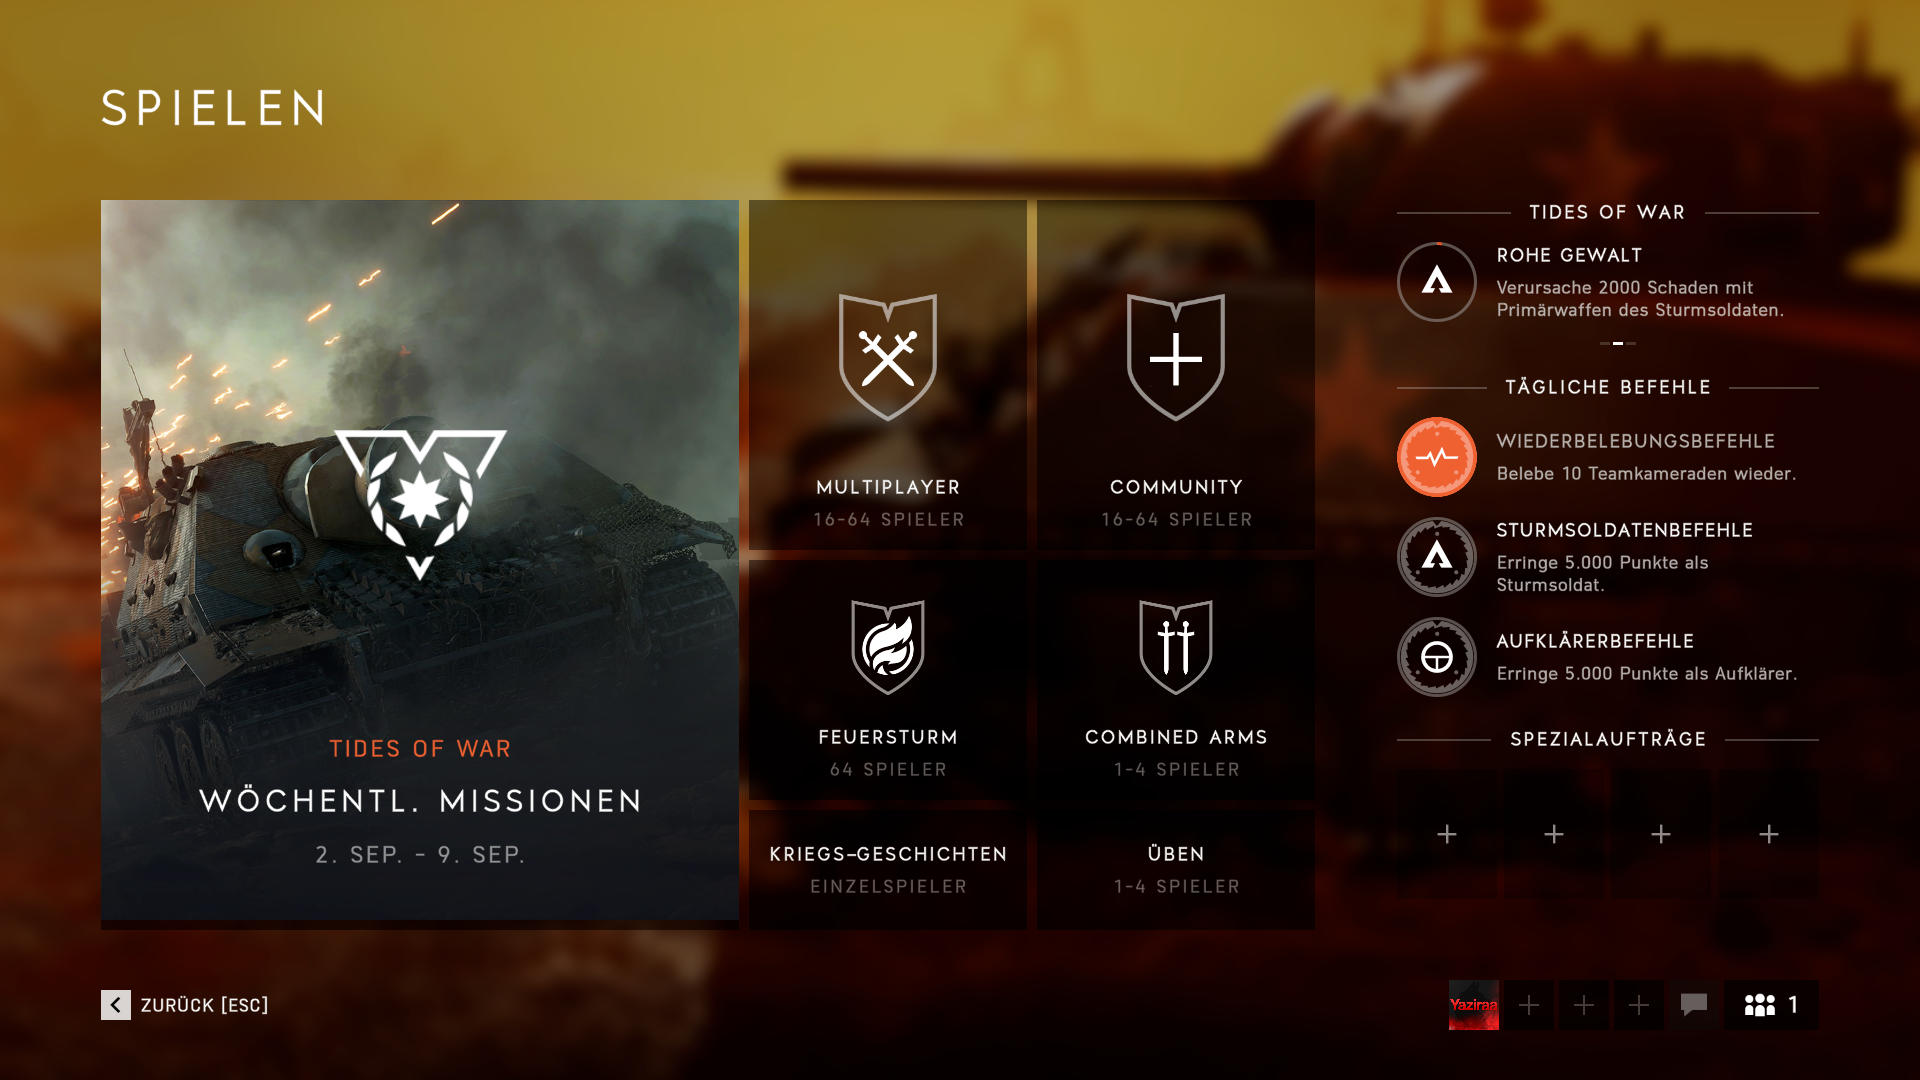 SPIELEN
TIDES OF WAR
WÖCHENTL. MISSIONEN
2. SEP. - 9. SEP.
MULTIPLAYER
16-64 SPIELER
COMMUNITY
16-64 SPIELER
FEUERSTURM
64 SPIELER
COMBINED ARMS
1-4 SPIELER
KRIEGS-GESCHICHTEN
EINZELSPIELER
ÜBEN
1-4 SPIELER
TIDES OF WAR
ROHE GEWALT
Verursache 2000 Schaden mit
Primärwaffen des Sturmsoldaten.
TÄGLICHE BEFEHLE
WIEDERBELEBUNGSBEFEHLE
Belebe 10 Teamkameraden wieder.
STURMSOLDATENBEFEHLE
Erringe 5.000 Punkte als
Sturmsoldat.
AUFKLÄRERBEFEHLE
Erringe 5.000 Punkte als Aufklärer.
SPEZIALAUFTRÄGE
ZURÜCK [ESC]
Yaziraa
1